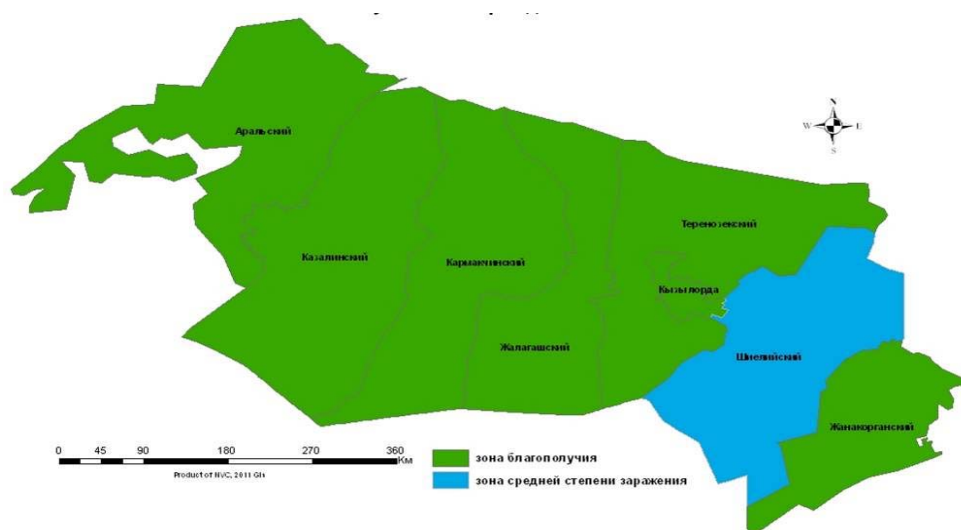 N
W E
S
Аральский
Теренозекский
Казалинский
Кармакчинский
Кызылорда
Жалагашский
Шиелийский
Жанакорганский
0 45 90 180 270 360
Км
Product of NVC, 2011 Gln
зона благополучия
зона средней степени заражения